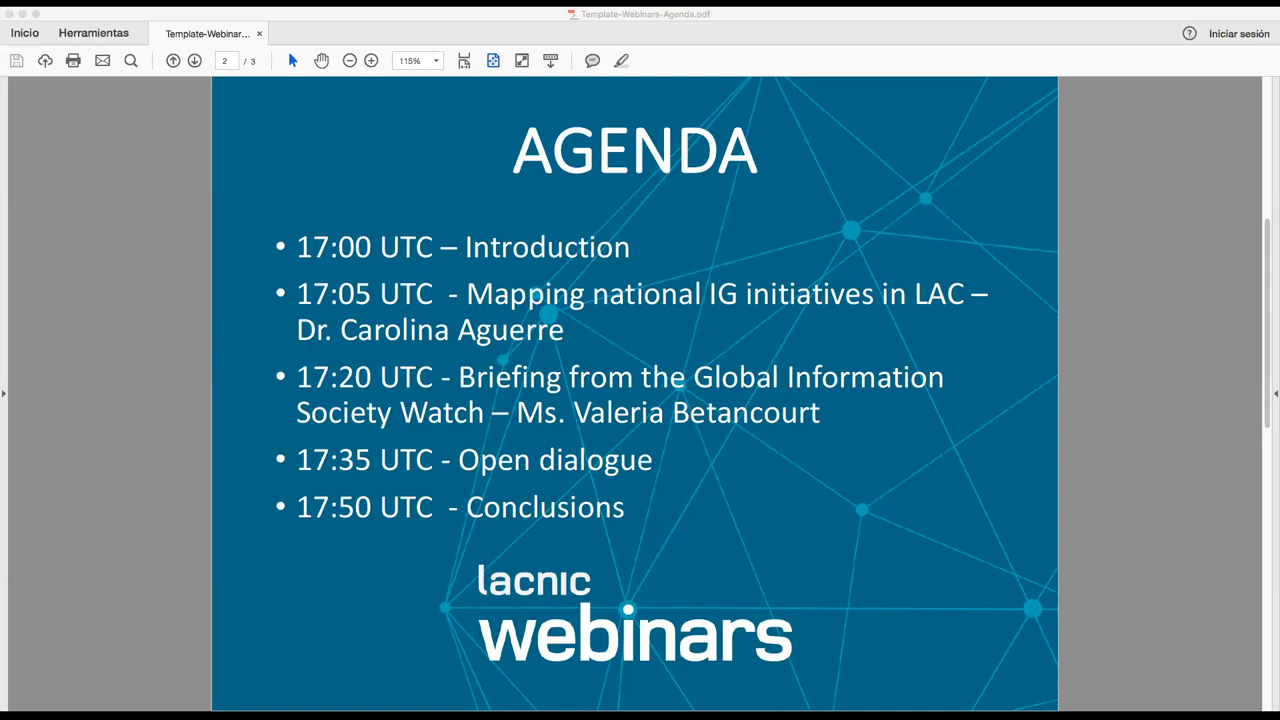 Template-Webinars-Agenda.pdf
Inicio
Herramientas
Template-Webinar... ×
? Iniciar sesión
2 / 3
115%
AGENDA
• 17:00 UTC – Introduction
• 17:05 UTC - Mapping national IG initiatives in LAC –
Dr. Carolina Aguerre
• 17:20 UTC - Briefing from the Global Information
Society Watch – Ms. Valeria Betancourt
• 17:35 UTC - Open dialogue
• 17:50 UTC - Conclusions
lacnic
webinars